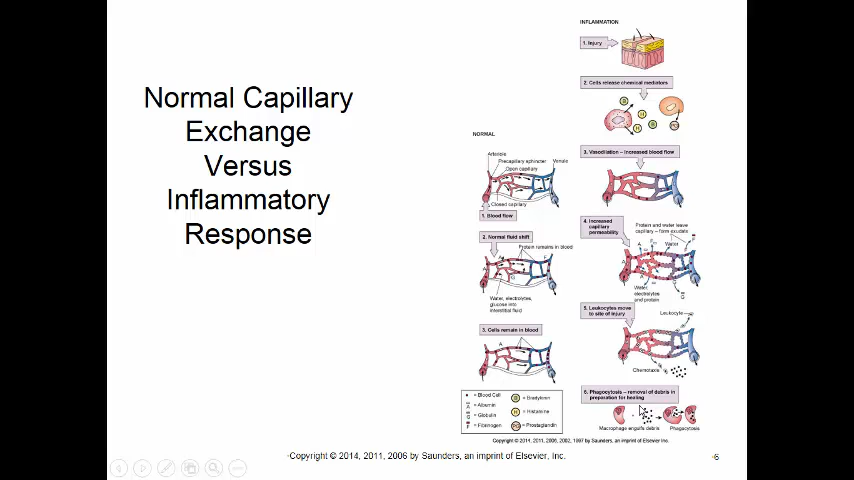 Normal Capillary
Exchange
Versus
Inflammatory
Response
NORMAL
Arteriole
Precapillary sphincter
Venule
Open capillary
Closed capillary
1. Blood flow
2. Normal fluid shift
Protein remains in blood
A
F
A
G
Water, electrolytes,
glucose into
interstitial fluid
3. Cells remain in blood
A
= Blood Cell
A = Albumin
G = Globulin
F = Fibrinogen
B = Bradykinin
H = Histamine
PG = Prostaglandin
INFLAMMATION
1. Injury
2. Cells release chemical mediators
B
H
H
B
PG
3. Vasodilation – Increased blood flow
4. Increased
capillary
permeability
Protein and water leave
capillary – form exudate
A
F
Water
A
A
G
Water,
electrolytes
and protein
5. Leukocytes move
to site of injury
Leukocyte
Chemotaxis
6. Phagocytosis – removal of debris in
preparation for healing
Macrophage engulfs debris
Phagocytosis
Copyright © 2014, 2011, 2006, 2002, 1997 by Saunders, an imprint of Elsevier Inc.
Copyright © 2014, 2011, 2006 by Saunders, an imprint of Elsevier, Inc.
6